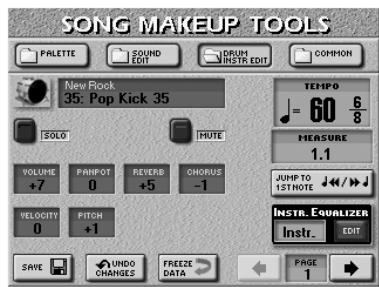 SONG MAKEUP TOOLS
PALETTE
SOUND
EDIT
DRUM
INSTR EDIT
COMMON
New Rock
35: Pop Kick 35
TEMPO
= 60 6/8
SOLO
MUTE
MEASURE
1.1
VOLUME PANPOT REVERB CHORUS
+7 0 +5 -1
JUMP TO
1ST NOTE
VELOCITY PITCH
0 +1
INSTR. EQUALIZER
Instr. EDIT
SAVE
UNDO
CHANGES
FREEZE
DATA
PAGE
1